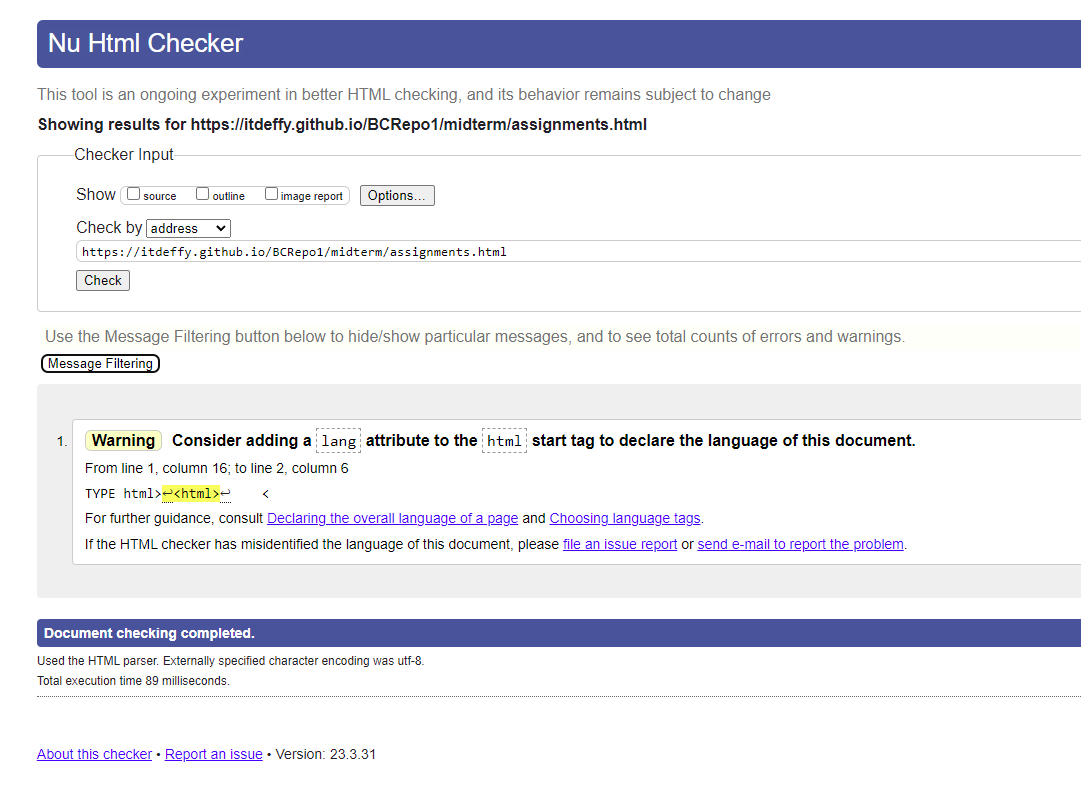 Nu Html Checker
This tool is an ongoing experiment in better HTML checking, and its behavior remains subject to change
Showing results for https://itdeffy.github.io/BCRepo1/midterm/assignments.html
Checker Input
Show source outline image report Options...
Check by address
https://itdeffy.github.io/BCRepo1/midterm/assignments.html
Check
Use the Message Filtering button below to hide/show particular messages, and to see total counts of errors and warnings.
Message Filtering
1. Warning Consider adding a lang attribute to the html start tag to declare the language of this document.
From line 1, column 16; to line 2, column 6
TYPE html>↩<html>↩ <
For further guidance, consult Declaring the overall language of a page and Choosing language tags.
If the HTML checker has misidentified the language of this document, please file an issue report or send e-mail to report the problem.
Document checking completed.
Used the HTML parser. Externally specified character encoding was utf-8.
Total execution time 89 milliseconds.
About this checker • Report an issue • Version: 23.3.31